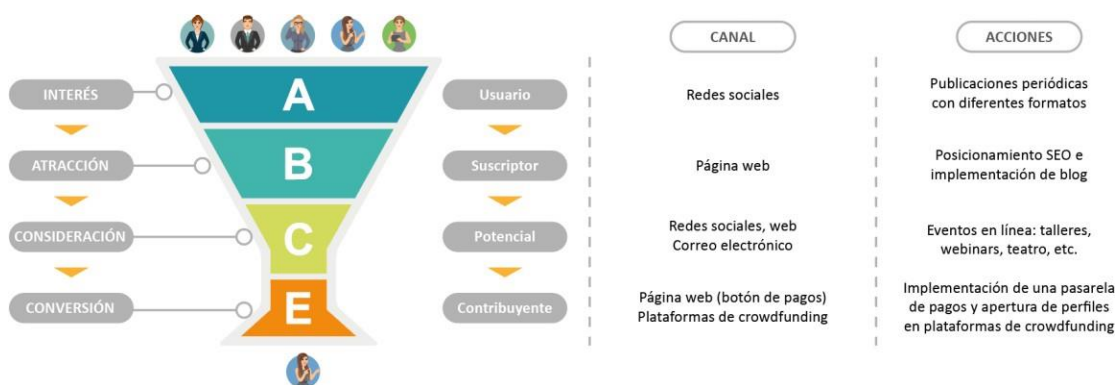 CANAL
ACCIONES
INTERÉS
A
Usuario
Redes sociales
Publicaciones periódicas
con diferentes formatos
ATRACCIÓN
B
Suscriptor
Página web
Posicionamiento SEO e
implementación de blog
CONSIDERACIÓN
C
Potencial
Redes sociales, web
Correo electrónico
Eventos en línea: talleres,
webinars, teatro, etc.
CONVERSIÓN
E
Contribuyente
Página web (botón de pagos)
Plataformas de crowdfunding
Implementación de una pasarela
de pagos y apertura de perfiles
en plataformas de crowdfunding